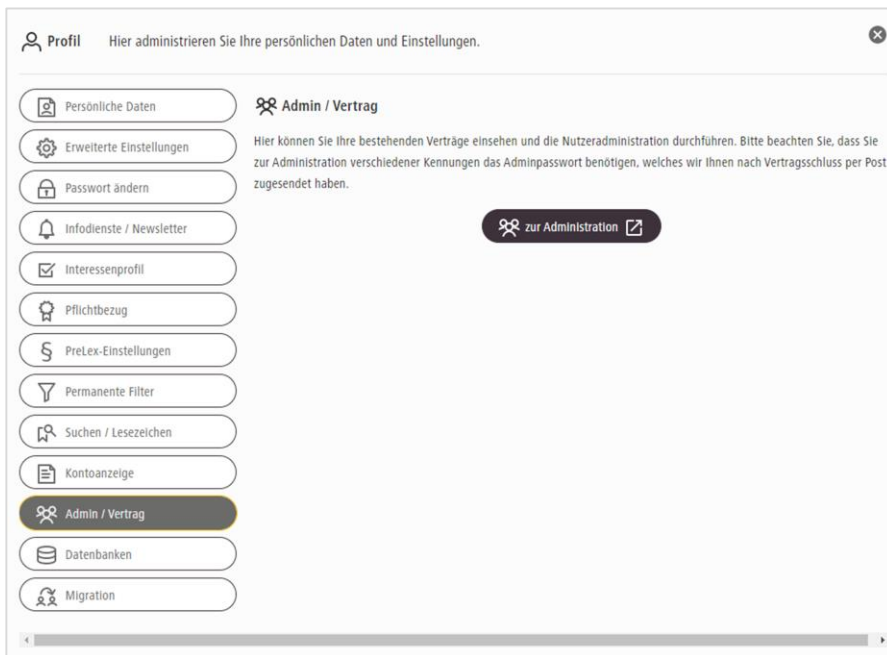 Profil Hier administrieren Sie Ihre persönlichen Daten und Einstellungen.
Persönliche Daten
Erweiterte Einstellungen
Passwort ändern
Infodienste / Newsletter
Interessenprofil
Pflichtbezug
PreLex-Einstellungen
Permanente Filter
Suchen / Lesezeichen
Kontoanzeige
Admin / Vertrag
Datenbanken
Migration
Admin / Vertrag
Hier können Sie Ihre bestehenden Verträge einsehen und die Nutzeradministration durchführen. Bitte beachten Sie, dass Sie
zur Administration verschiedener Kennungen das Adminpasswort benötigen, welches wir Ihnen nach Vertragsschluss per Post
zugesendet haben.
zur Administration